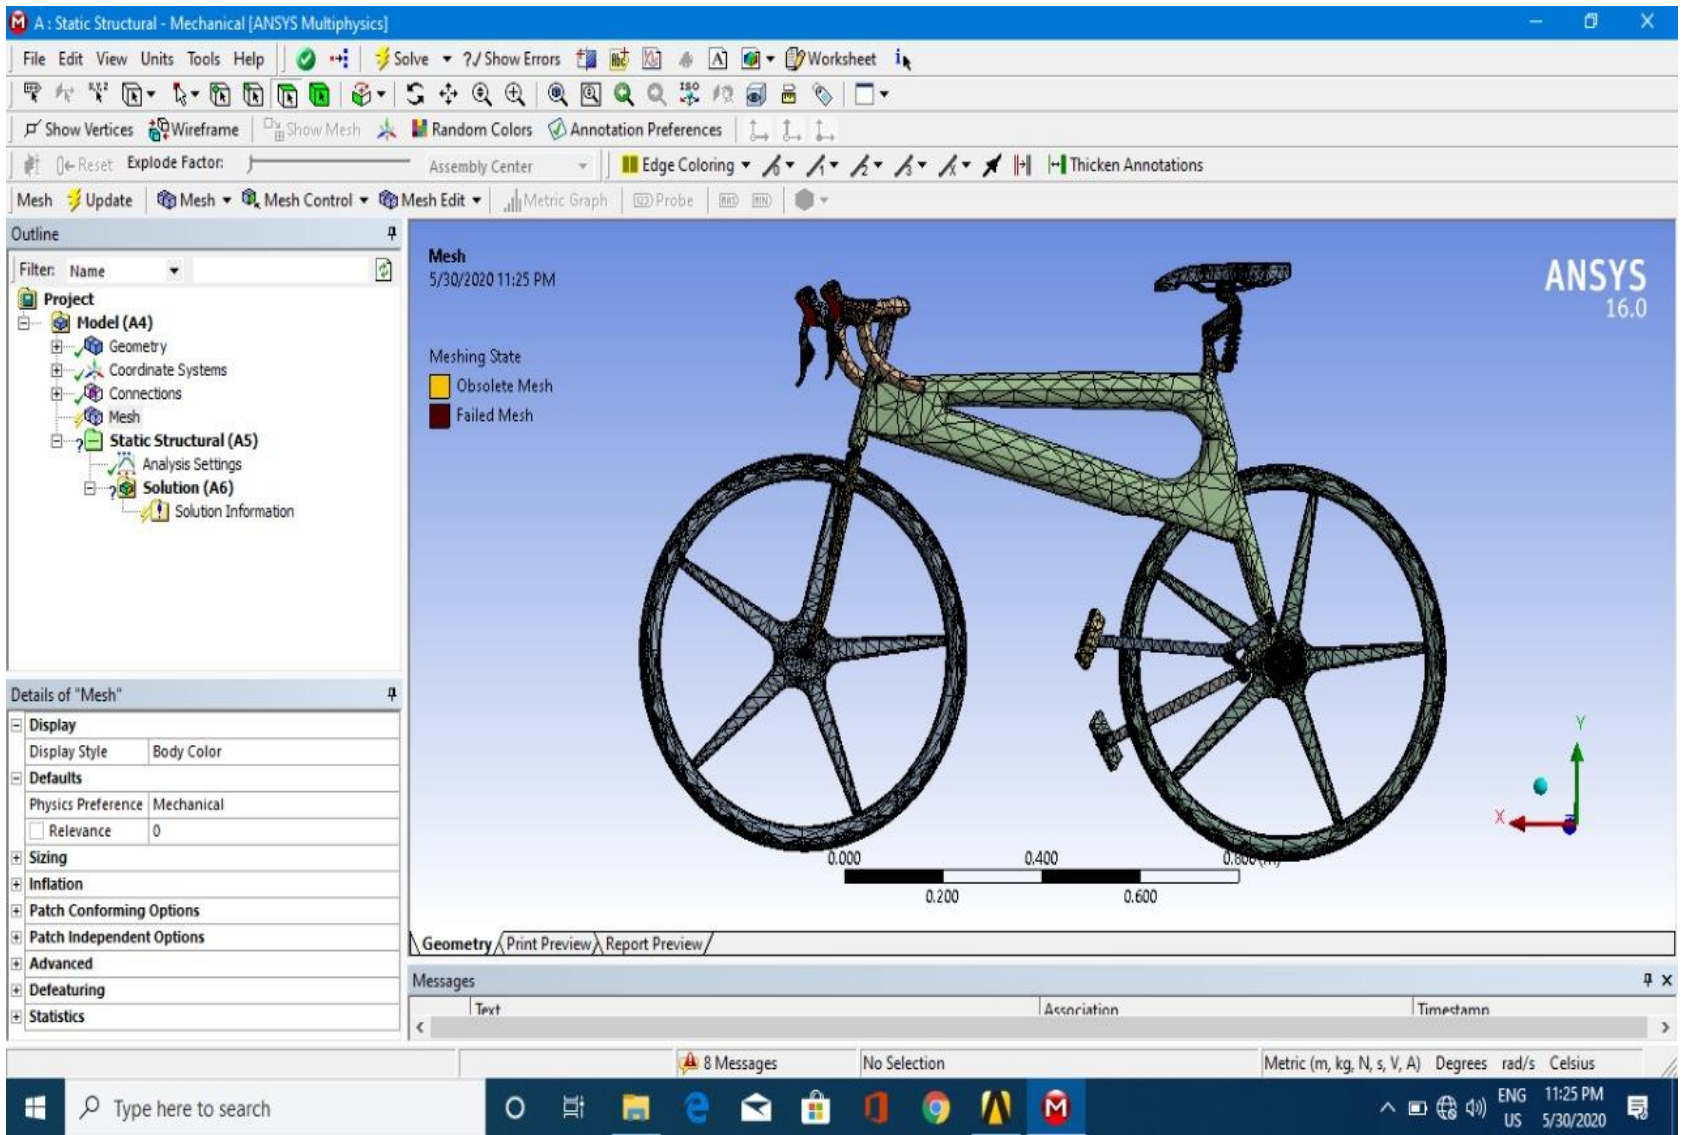 A : Static Structural - Mechanical [ANSYS Multiphysics]
File Edit View Units Tools Help Solve ?/ Show Errors Worksheet
Show Vertices Wireframe Show Mesh Random Colors Annotation Preferences
Reset Explode Factor: Assembly Center Edge Coloring Thicken Annotations
Mesh Update Mesh Mesh Control Mesh Edit Metric Graph Probe
Outline
Filter: Name
Project
Model (A4)
Geometry
Coordinate Systems
Connections
Mesh
Static Structural (A5)
Analysis Settings
Solution (A6)
Solution Information
Details of "Mesh"
Display
Display Style Body Color
Defaults
Physics Preference Mechanical
Relevance 0
Sizing
Inflation
Patch Conforming Options
Patch Independent Options
Advanced
Defeaturing
Statistics
Mesh
5/30/2020 11:25 PM
Meshing State
Obsolete Mesh
Failed Mesh
ANSYS
16.0
Y
X
0.000 0.400
0.200 0.600
Geometry Print Preview Report Preview
Messages
Text Association Timestamp
8 Messages No Selection Metric (m, kg, N, s, V, A) Degrees rad/s Celsius
Type here to search
ENG
US
11:25 PM
5/30/2020